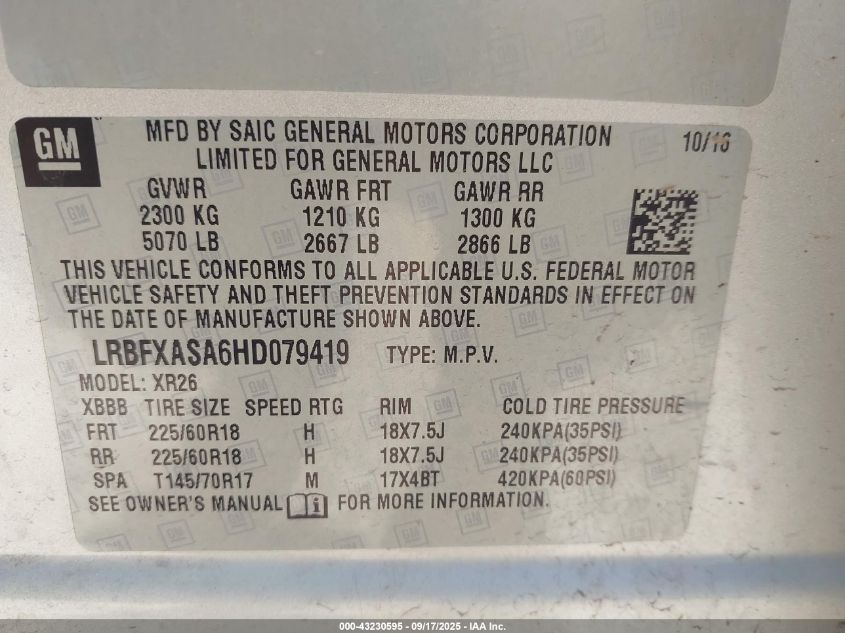 GM
MFD BY SAIC GENERAL MOTORS CORPORATION 10/16
LIMITED FOR GENERAL MOTORS LLC
GVWR GAWR FRT GAWR RR
2300 KG 1210 KG 1300 KG
5070 LB 2667 LB 2866 LB
THIS VEHICLE CONFORMS TO ALL APPLICABLE U.S. FEDERAL MOTOR
VEHICLE SAFETY AND THEFT PREVENTION STANDARDS IN EFFECT ON
THE DATE OF MANUFACTURE SHOWN ABOVE.
LRBFXASA6HD079419 TYPE: M.P.V.
MODEL: XR26
XBBB TIRE SIZE SPEED RTG RIM COLD TIRE PRESSURE
FRT 225/60R18 H 18X7.5J 240KPA(35PSI)
RR 225/60R18 H 18X7.5J 240KPA(35PSI)
SPA T145/70R17 M 17X4BT 420KPA(60PSI)
SEE OWNER'S MANUAL i FOR MORE INFORMATION.
000-43230595 - 09/17/2025 - IAA Inc.